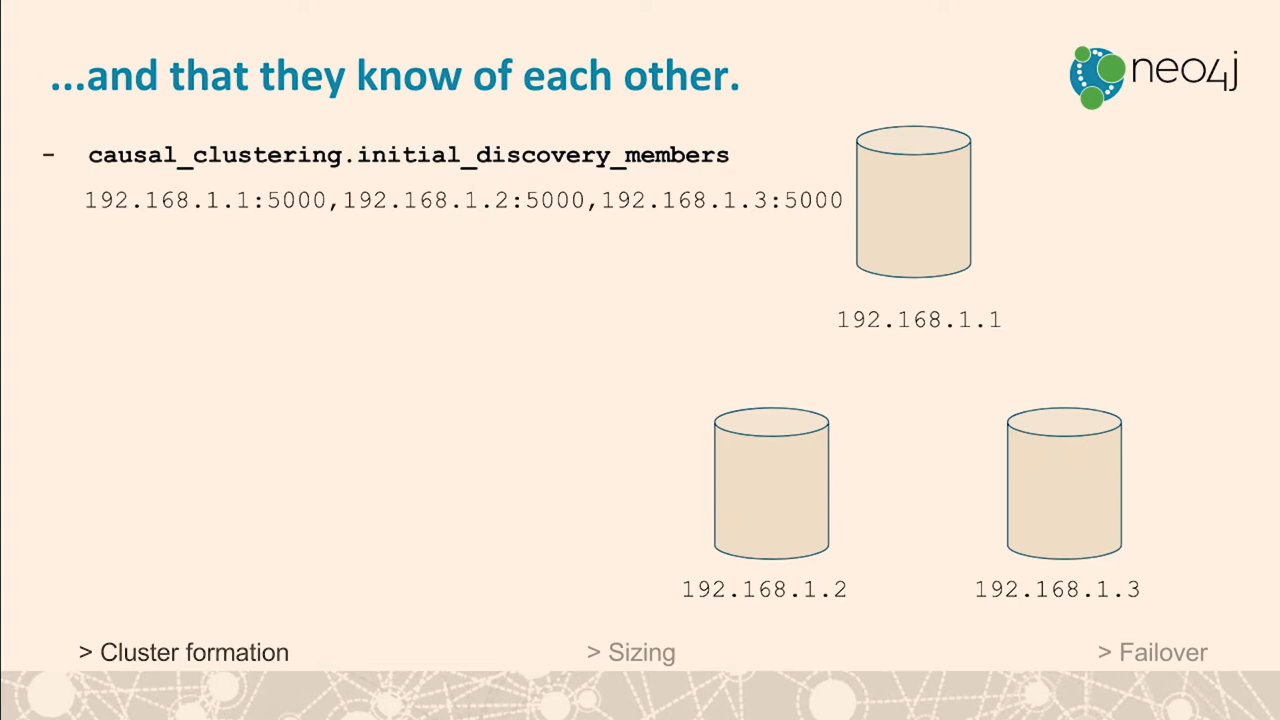 ...and that they know of each other.
neo4j
- causal_clustering.initial_discovery_members
192.168.1.1:5000,192.168.1.2:5000,192.168.1.3:5000
192.168.1.1
192.168.1.2
192.168.1.3
> Cluster formation
> Sizing
> Failover